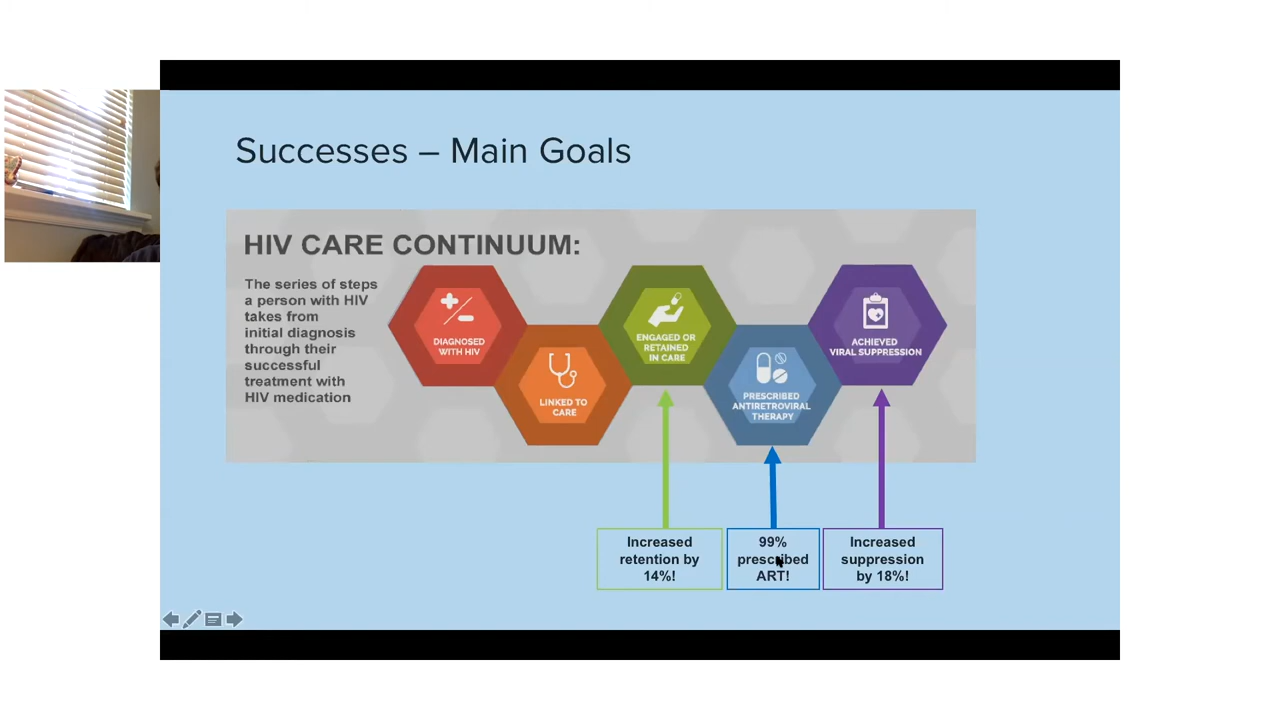 Successes – Main Goals
HIV CARE CONTINUUM:
The series of steps
a person with HIV
takes from
initial diagnosis
through their
successful
treatment with
HIV medication
DIAGNOSED
WITH HIV
LINKED TO
CARE
ENGAGED OR
RETAINED
IN CARE
PRESCRIBED
ANTIRETROVIRAL
THERAPY
ACHIEVED
VIRAL SUPPRESSION
Increased
retention by
14%!
99%
prescribed
ART!
Increased
suppression
by 18%!